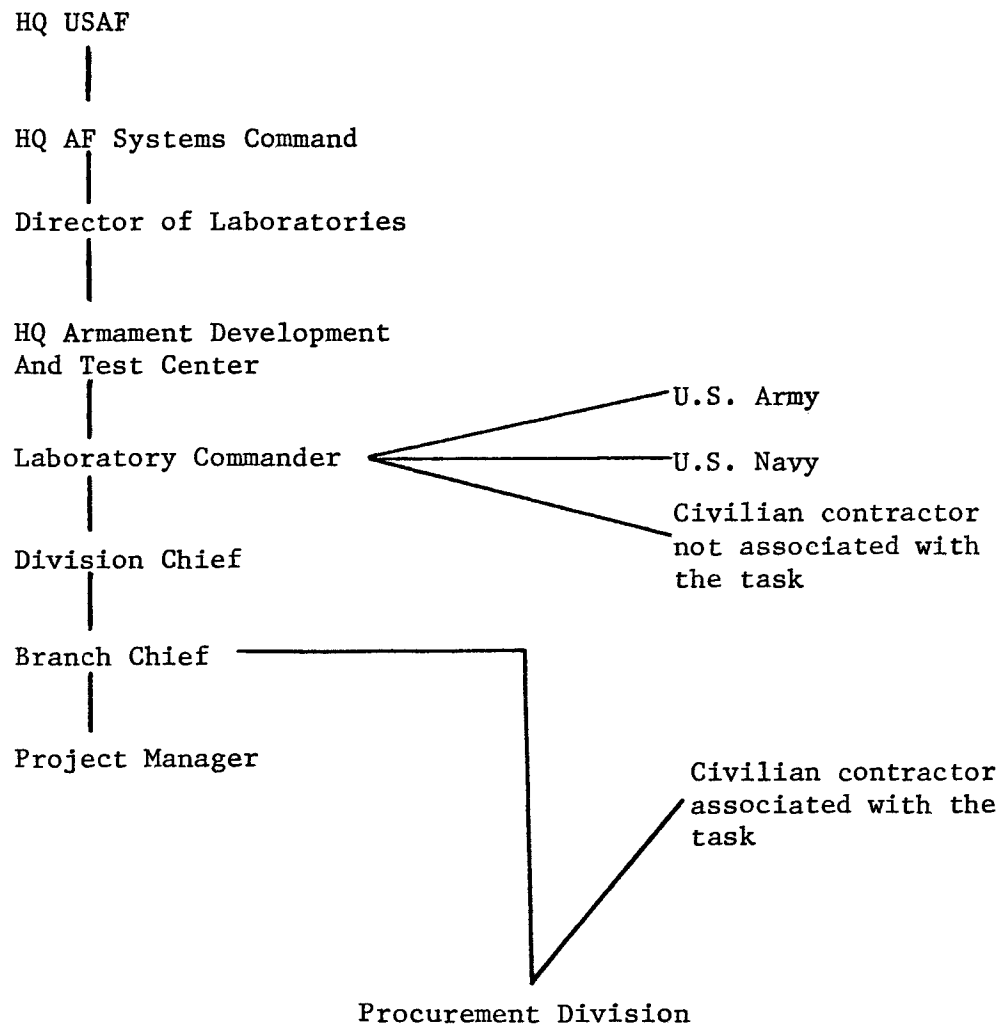 HQ USAF
HQ AF Systems Command
Director of Laboratories
HQ Armament Development
And Test Center
U.S. Army
Laboratory Commander
U.S. Navy
Civilian contractor
not associated with
the task
Division Chief
Branch Chief
Project Manager
Civilian contractor
associated with the
task
Procurement Division